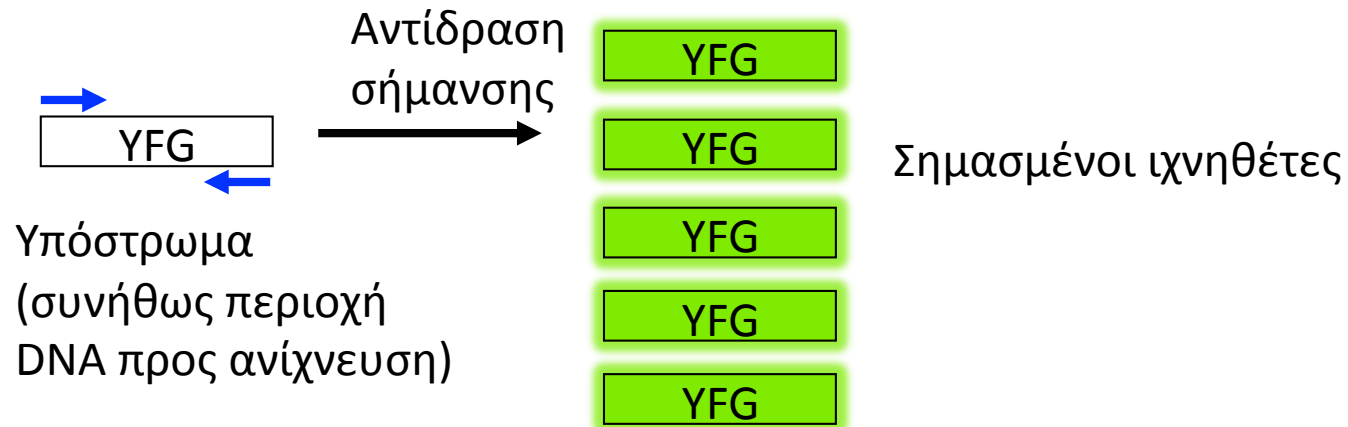 Αντίδραση
σήμανσης
YFG
Υπόστρωμα
(συνήθως περιοχή
DNA προς ανίχνευση)
YFG
YFG
YFG
YFG
YFG
Σημασμένοι ιχνηθέτες